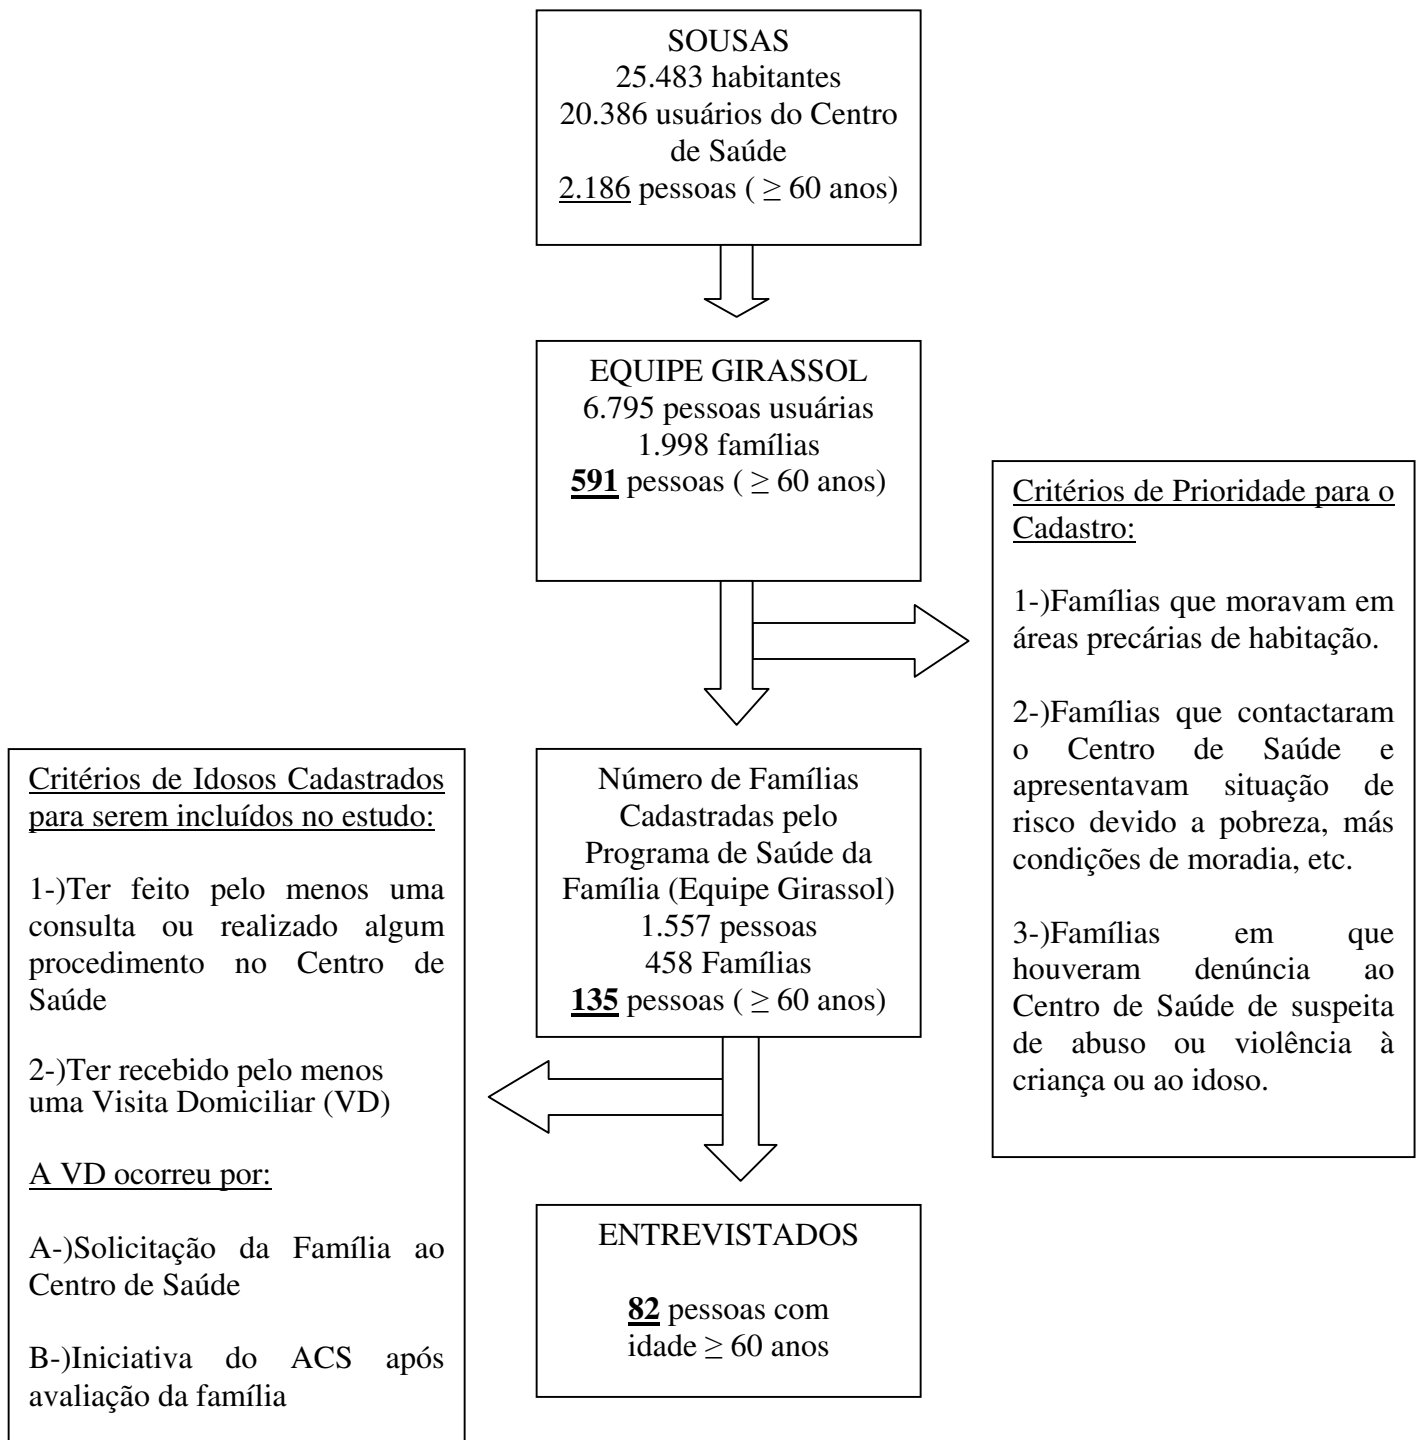 SOUSAS
25.483 habitantes
20.386 usuários do Centro
de Saúde
2.186 pessoas ( ≥ 60 anos)
EQUIPE GIRASSOL
6.795 pessoas usuárias
1.998 famílias
591 pessoas ( ≥ 60 anos)
Critérios de Prioridade para o
Cadastro:
1-)Famílias que moravam em
áreas precárias de habitação.
2-)Famílias que contactaram
o Centro de Saúde e
apresentavam situação de
risco devido a pobreza, más
condições de moradia, etc.
3-)Famílias em que
houveram denúncia ao
Centro de Saúde de suspeita
de abuso ou violência à
criança ou ao idoso.
Critérios de Idosos Cadastrados
para serem incluídos no estudo:
1-)Ter feito pelo menos uma
consulta ou realizado algum
procedimento no Centro de
Saúde
2-)Ter recebido pelo menos
uma Visita Domiciliar (VD)
A VD ocorreu por:
A-)Solicitação da Família ao
Centro de Saúde
B-)Iniciativa do ACS após
avaliação da família
Número de Famílias
Cadastradas pelo
Programa de Saúde da
Família (Equipe Girassol)
1.557 pessoas
458 Famílias
135 pessoas ( ≥ 60 anos)
ENTREVISTADOS
82 pessoas com
idade ≥ 60 anos